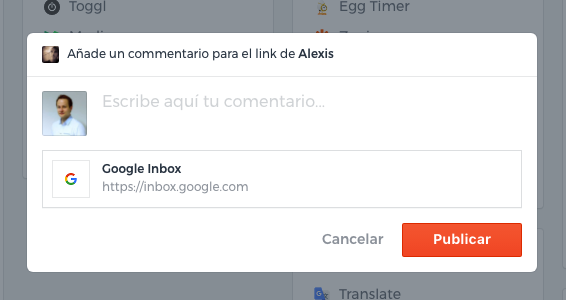 Toggl
Egg Timer
Añade un commentario para el link de Alexis
Escribe aquí tu comentario...
Google Inbox
https://inbox.google.com
Cancelar
Publicar
Translate